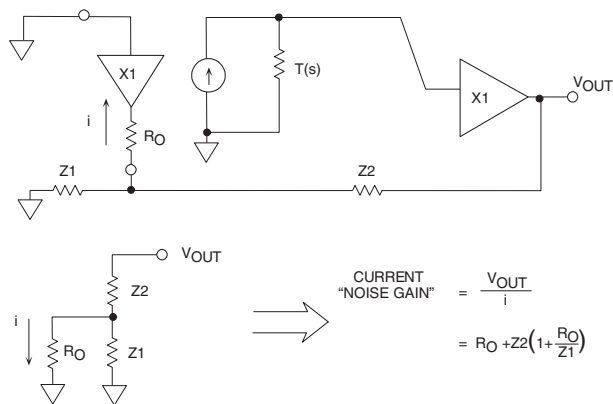 X1
i
RO
Z1
T(s)
X1
VOUT
Z2
VOUT
Z2
i
RO
Z1
CURRENT
“NOISE GAIN”
= VOUT / i
= RO + Z2(1 + RO / Z1)